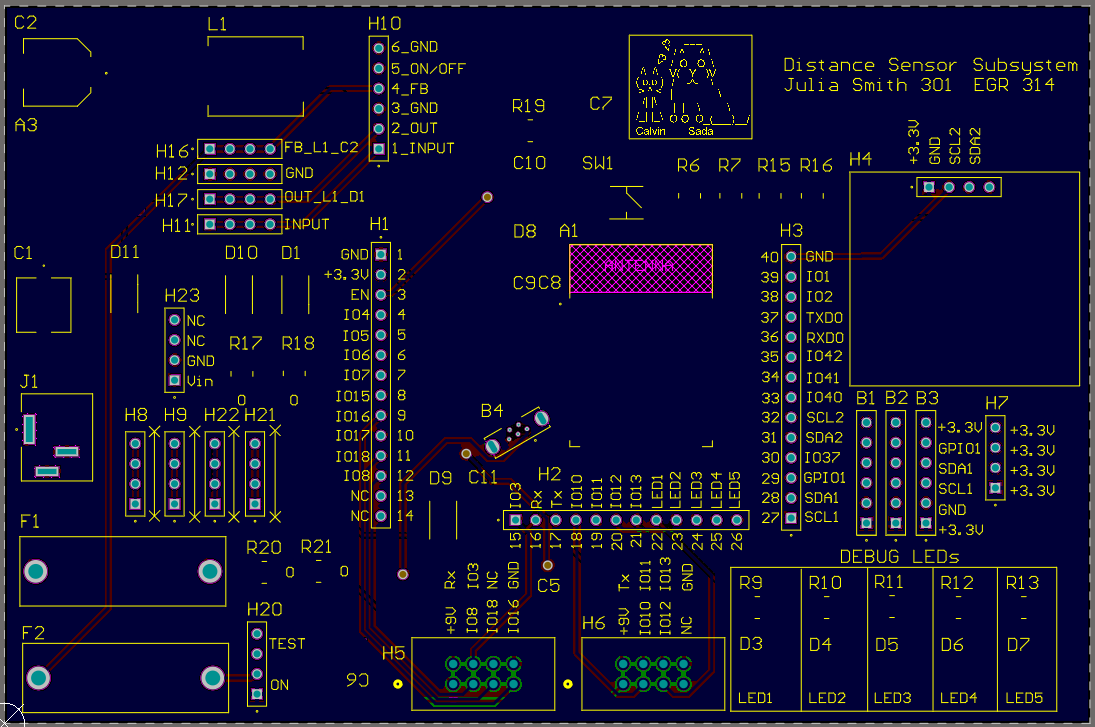 C2
L1
H10
6_GND
5_ON/OFF
4_FB
3_GND
2_OUT
1_INPUT
A3
R19
C7
Calvin Sada
Distance Sensor Subsystem
Julia Smith 301 EGR 314
H16 FB_L1_C2
H12 GND
H17 OUT_L1_D1
H11 INPUT
C10
SW1
R6 R7 R15 R16
H4
+3.3V
GND
SCL2
SDA2
C1
D11
D10
D1
D8
A1
ANTENNA
C9C8
H1
GND 1
+3.3V 2
EN 3
IO4 4
IO5 5
IO6 6
IO7 7
IO15 8
IO16 9
IO17 10
IO18 11
IO8 12
NC 13
NC 14
H3
40 GND
39 IO1
38 IO2
37 TXD0
36 RXD0
35 IO42
34 IO41
33 IO40
32 SCL2
31 SDA2
30 IO37
29 GPIO1
28 SDA1
27 SCL1
H23
NC
NC
GND
Vin
R17 R18
0 0
J1
H8 H9 H22 H21
B4
C11
D9
H2
IO3
Rx
Tx
IO10
IO11
IO12
IO13
LED1
LED2
LED3
LED4
LED5
15
16
17
18
19
20
21
22
23
24
25
26
B1 B2 B3
+3.3V
GPIO1
SDA1
SCL1
GND
+3.3V
H7
+3.3V
+3.3V
+3.3V
+3.3V
F1
R20 R21
0 0
F2
H20
TEST
ON
C6
C5
H5
Rx
IO3
NC
GND
+9V
IO8
IO18
IO16
H6
Tx
IO11
IO13
GND
+9V
IO10
IO12
NC
DEBUG LEDs
R9 R10 R11 R12 R13
D3 D4 D5 D6 D7
LED1 LED2 LED3 LED4 LED5